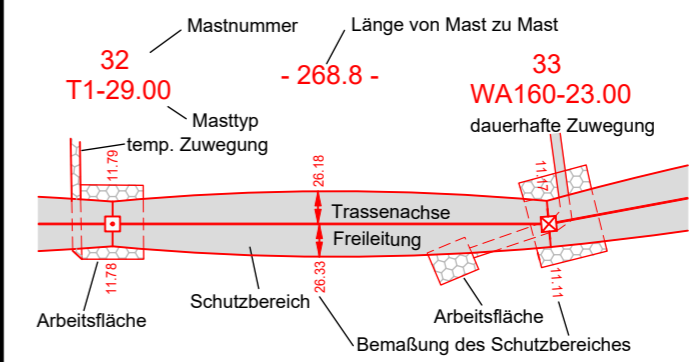 Mastnummer
Länge von Mast zu Mast
32
T1-29.00
- 268.8 -
33
WA160-23.00
Masttyp
dauerhafte Zuwegung
temp. Zuwegung
11.79
26.18
11.17
Trassenachse
Freileitung
11.78
26.33
11.11
Schutzbereich
Arbeitsfläche
Arbeitsfläche
Bemaßung des Schutzbereiches